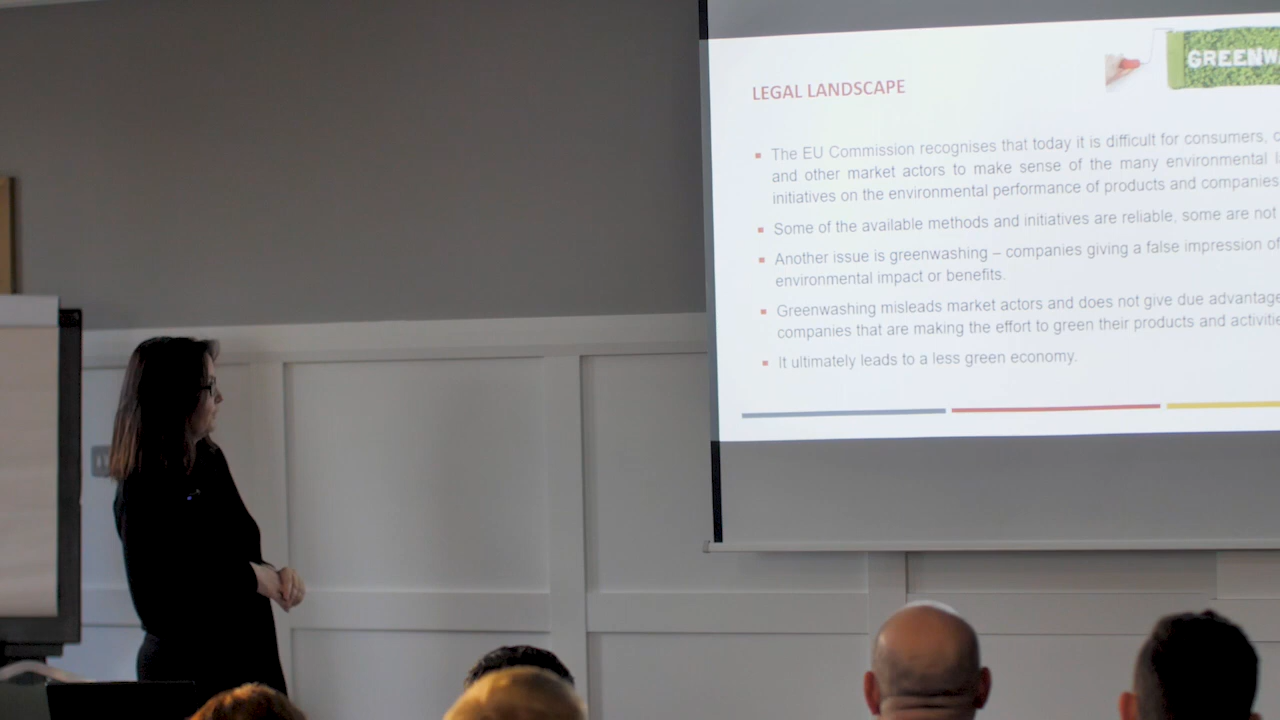 GREENW
LEGAL LANDSCAPE
The EU Commission recognises that today it is difficult for consumers,
and other market actors to make sense of the many environmental
initiatives on the environmental performance of products and companies
Some of the available methods and initiatives are reliable, some are not
Another issue is greenwashing – companies giving a false impression of
environmental impact or benefits.
Greenwashing misleads market actors and does not give due advantage
companies that are making the effort to green their products and activitie
It ultimately leads to a less green economy.